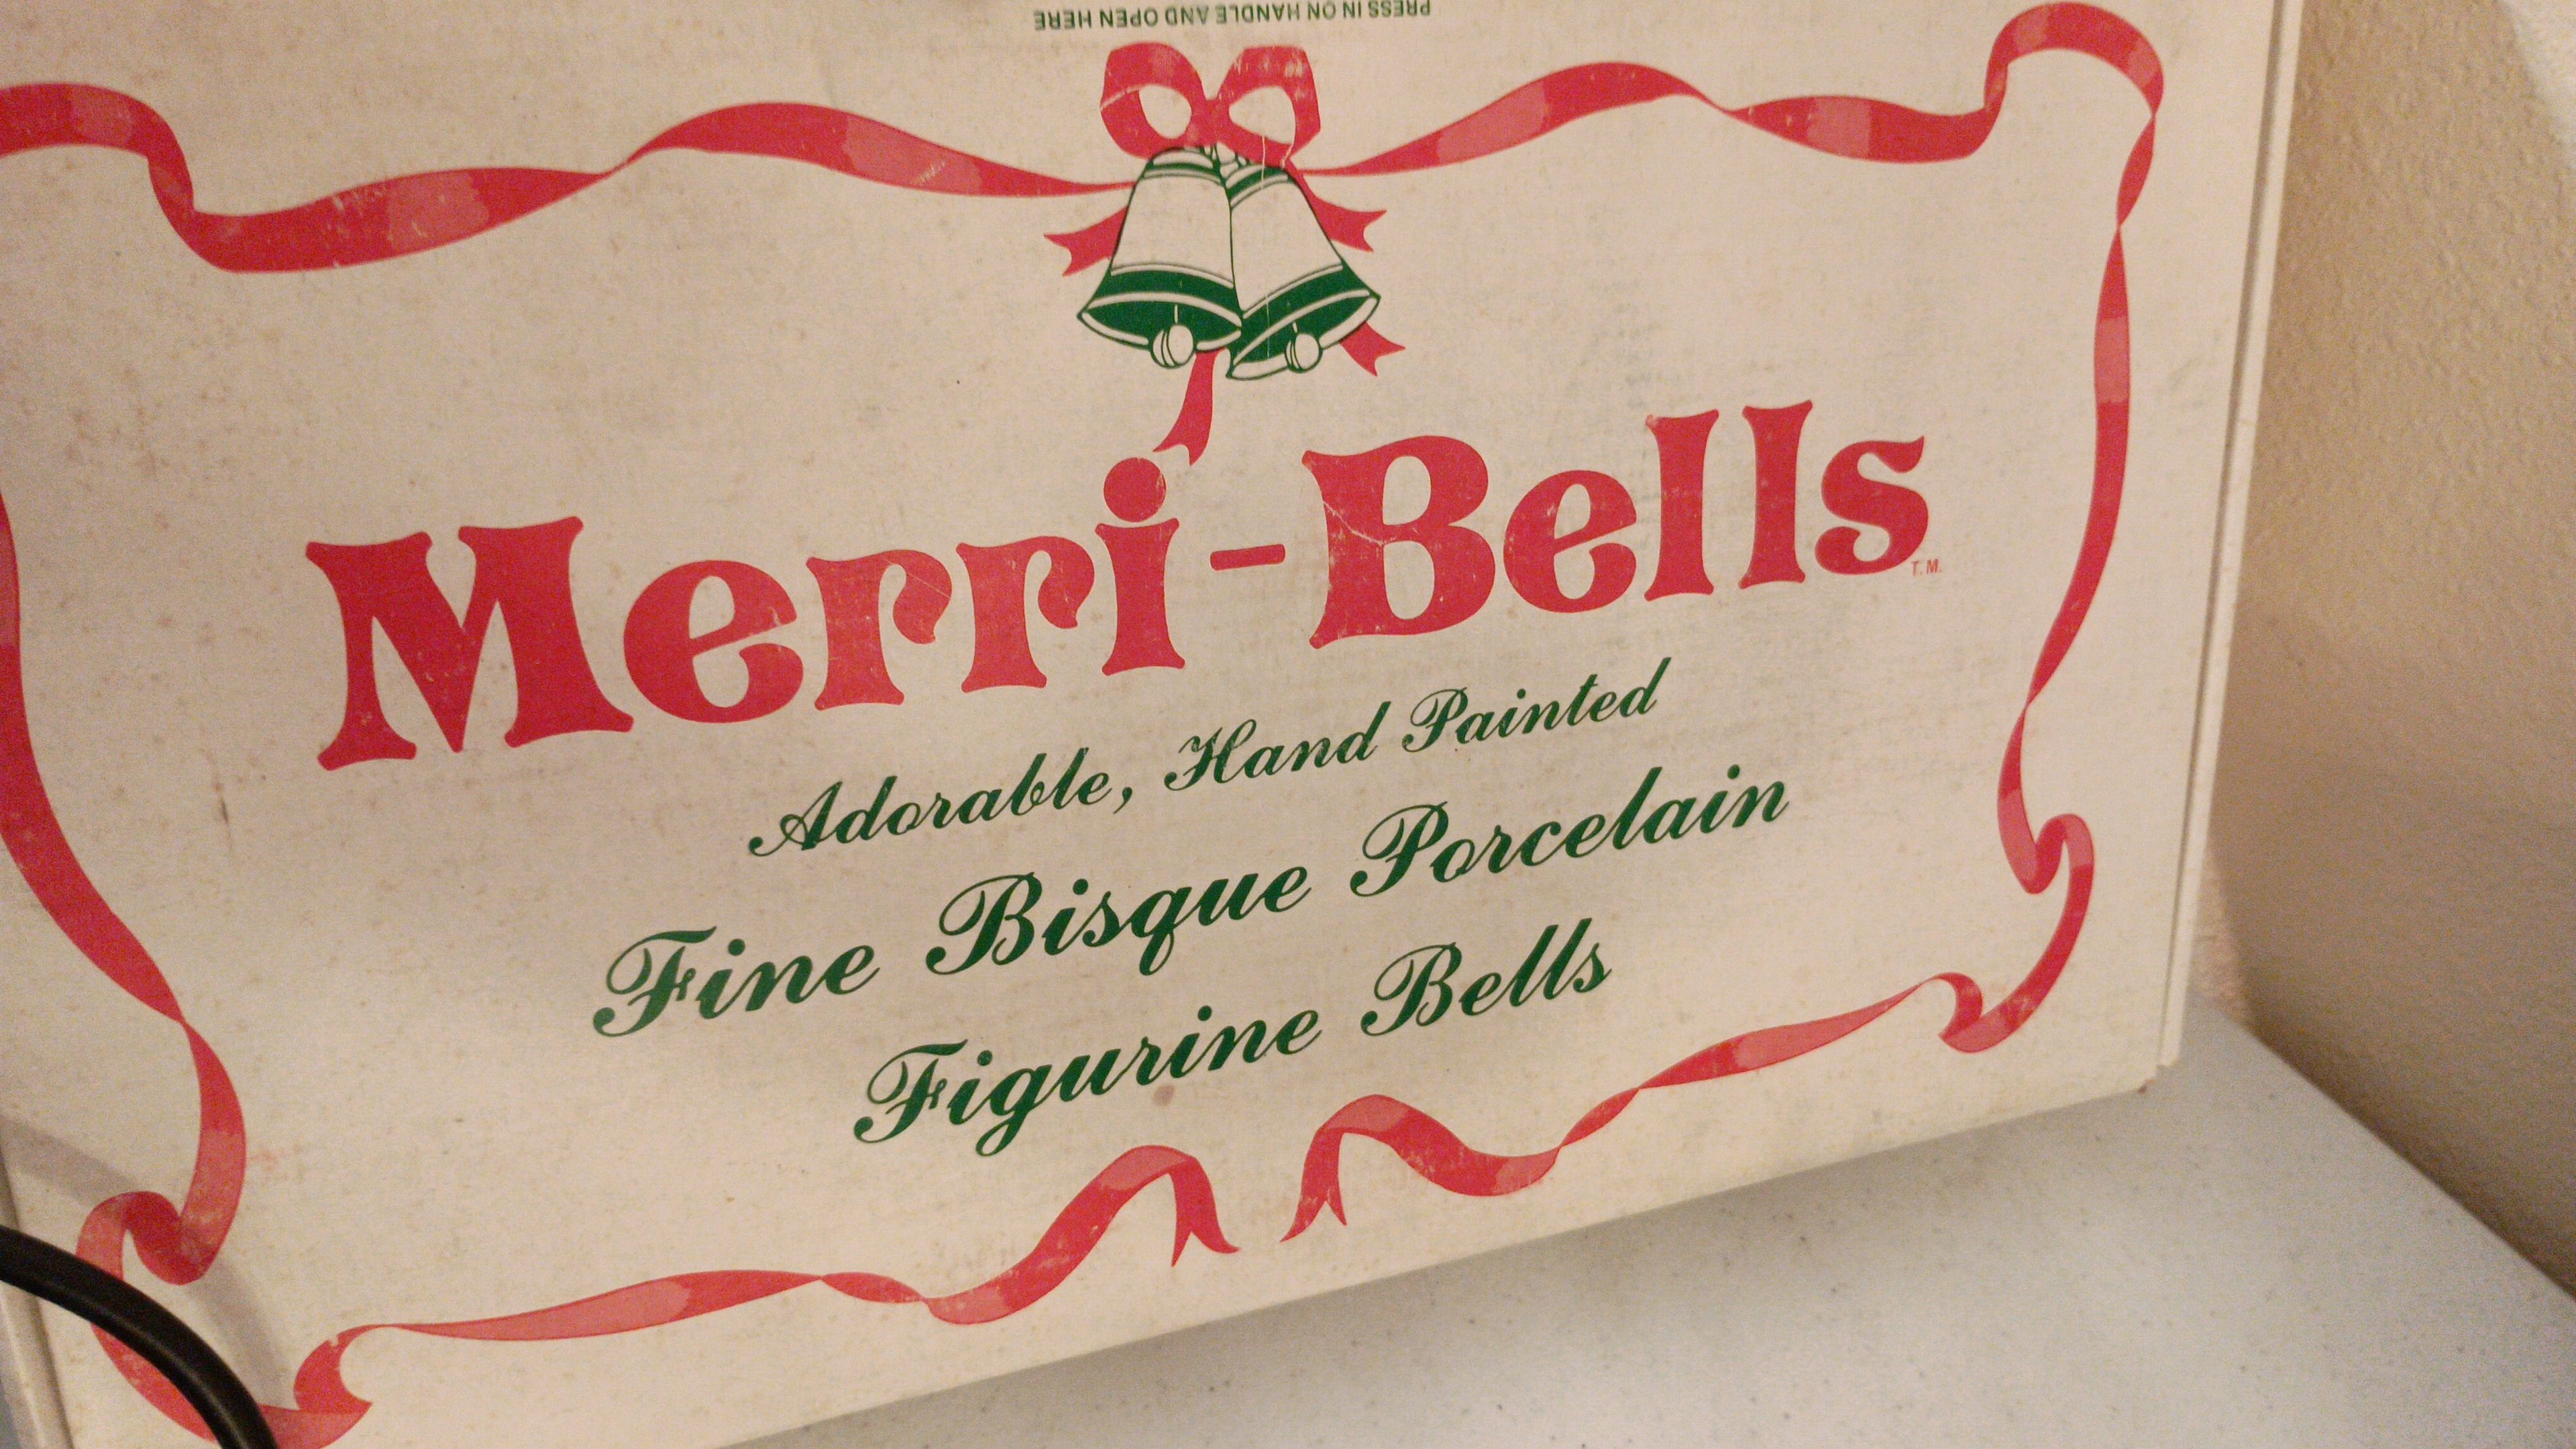 PRESS IN ON HANDLE AND OPEN HERE
Merri-Bells T.M.
Adorable, Hand Painted
Fine Bisque Porcelain
Figurine Bells